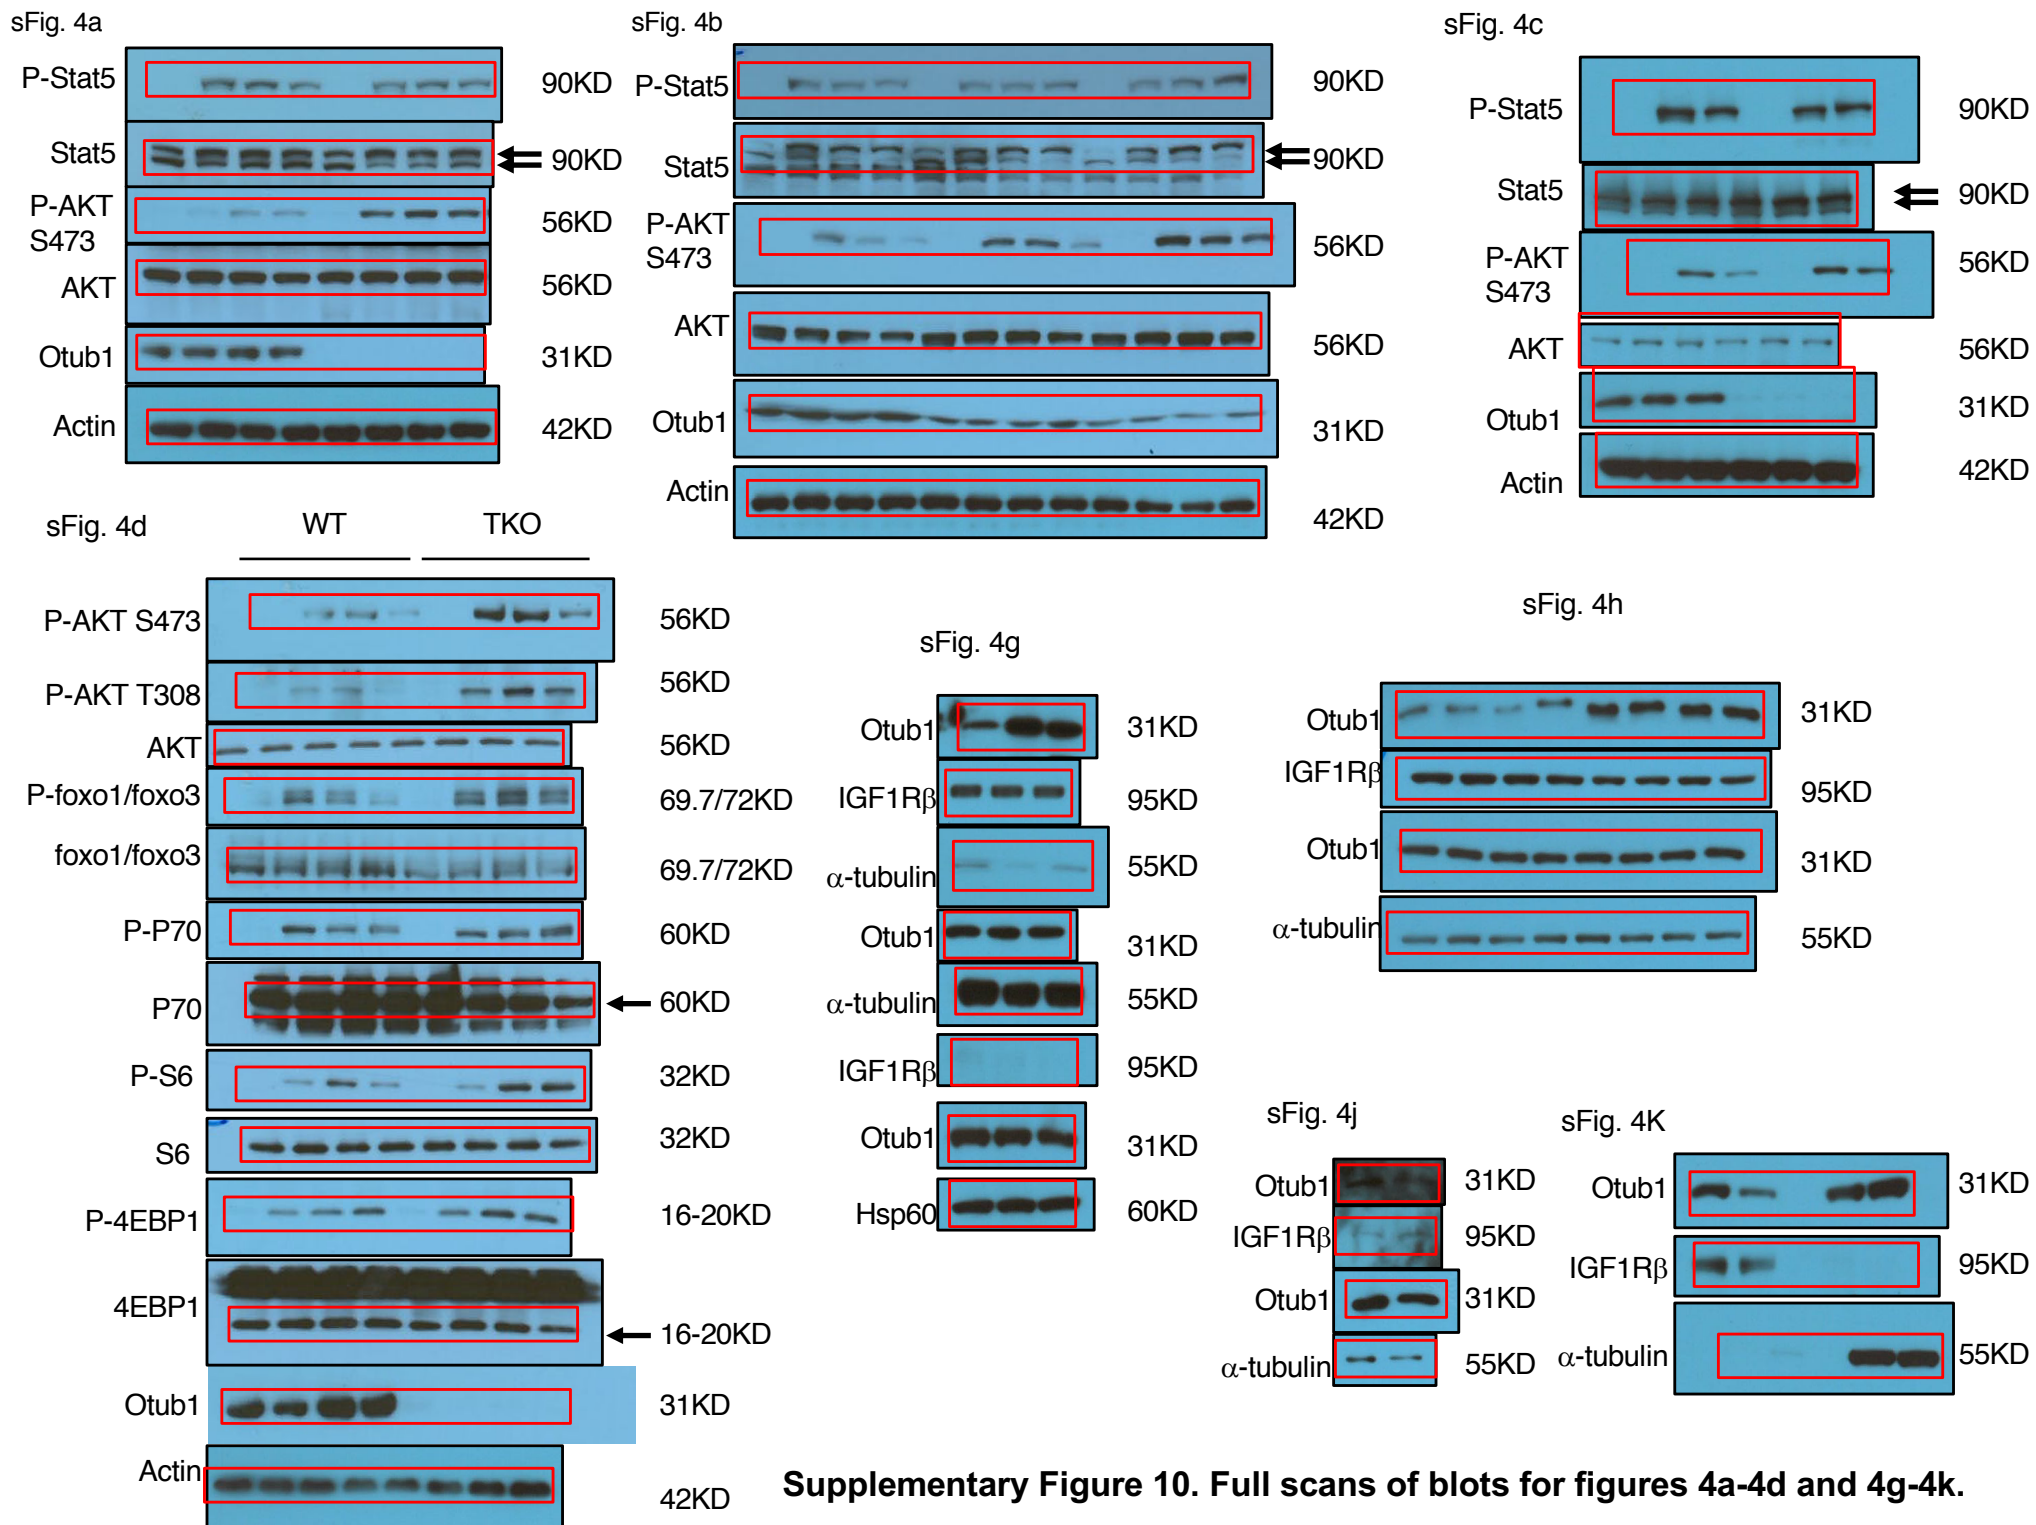 sFig. 4a
P-Stat5
90KD
Stat5
90KD
P-AKT
S473
56KD
AKT
56KD
Otub1
31KD
Actin
42KD
sFig. 4b
P-Stat5
90KD
Stat5
90KD
P-AKT
S473
56KD
AKT
56KD
Otub1
31KD
Actin
42KD
sFig. 4c
P-Stat5
90KD
Stat5
90KD
P-AKT
S473
56KD
AKT
56KD
Otub1
31KD
Actin
42KD
sFig. 4d
WT
TKO
P-AKT S473
56KD
P-AKT T308
56KD
AKT
56KD
P-foxo1/foxo3
69.7/72KD
foxo1/foxo3
69.7/72KD
P-P70
60KD
P70
60KD
P-S6
32KD
S6
32KD
P-4EBP1
16-20KD
4EBP1
16-20KD
Otub1
31KD
Actin
42KD
sFig. 4g
Otub1
31KD
IGF1Rβ
95KD
α-tubulin
55KD
Otub1
31KD
α-tubulin
55KD
IGF1Rβ
95KD
Otub1
31KD
Hsp60
60KD
sFig. 4h
Otub1
31KD
IGF1Rβ
95KD
Otub1
31KD
α-tubulin
55KD
sFig. 4j
Otub1
31KD
IGF1Rβ
95KD
Otub1
31KD
α-tubulin
55KD
sFig. 4K
Otub1
31KD
IGF1Rβ
95KD
α-tubulin
55KD
Supplementary Figure 10. Full scans of blots for figures 4a-4d and 4g-4k.